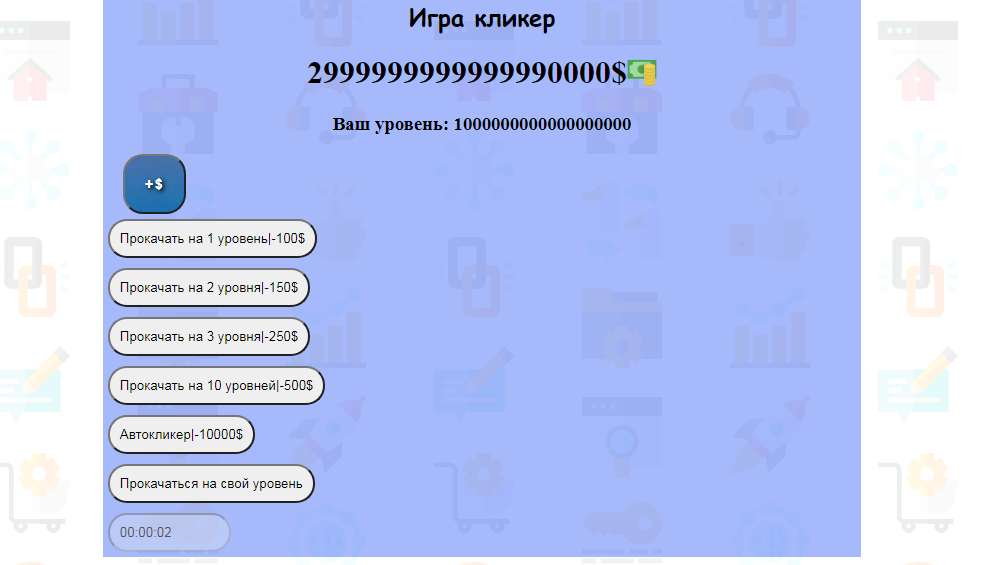 Игра кликер
2999999999999990000$
Ваш уровень: 1000000000000000000
+$
Прокачать на 1 уровень|-100$
Прокачать на 2 уровня|-150$
Прокачать на 3 уровня|-250$
Прокачать на 10 уровней|-500$
Автокликер|-10000$
Прокачаться на свой уровень
00:00:02